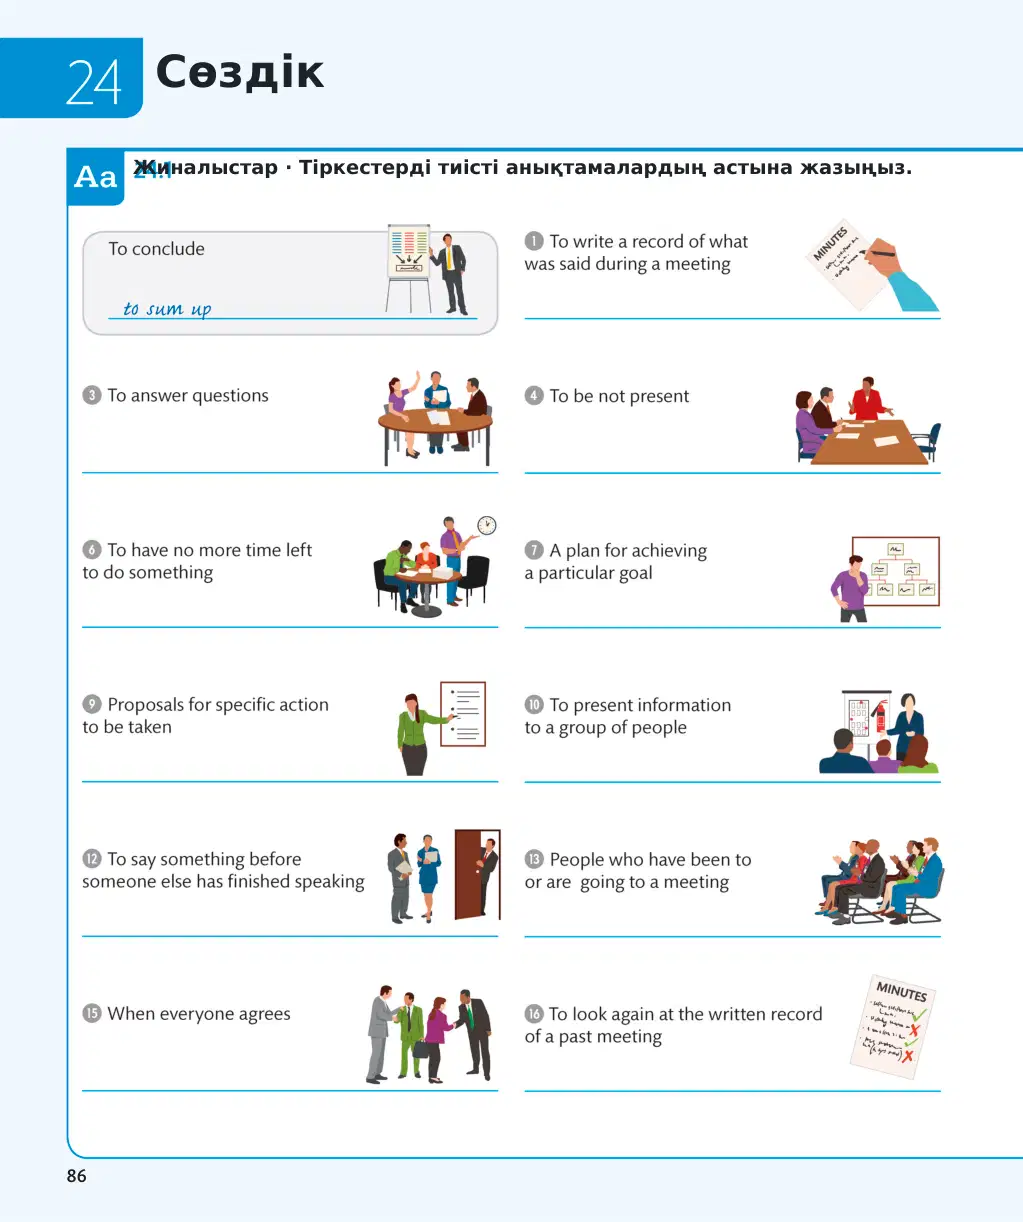 24
Сөздік
Aa
24.1 Жиналыстар · Тіркестерді тиісті анықтамалардың астына жазыңыз.
To conclude
to sum up
1 To write a record of what
was said during a meeting
MINUTES
3 To answer questions
4 To be not present
6 To have no more time left
to do something
7 A plan for achieving
a particular goal
9 Proposals for specific action
to be taken
10 To present information
to a group of people
12 To say something before
someone else has finished speaking
13 People who have been to
or are going to a meeting
15 When everyone agrees
16 To look again at the written record
of a past meeting
MINUTES
86